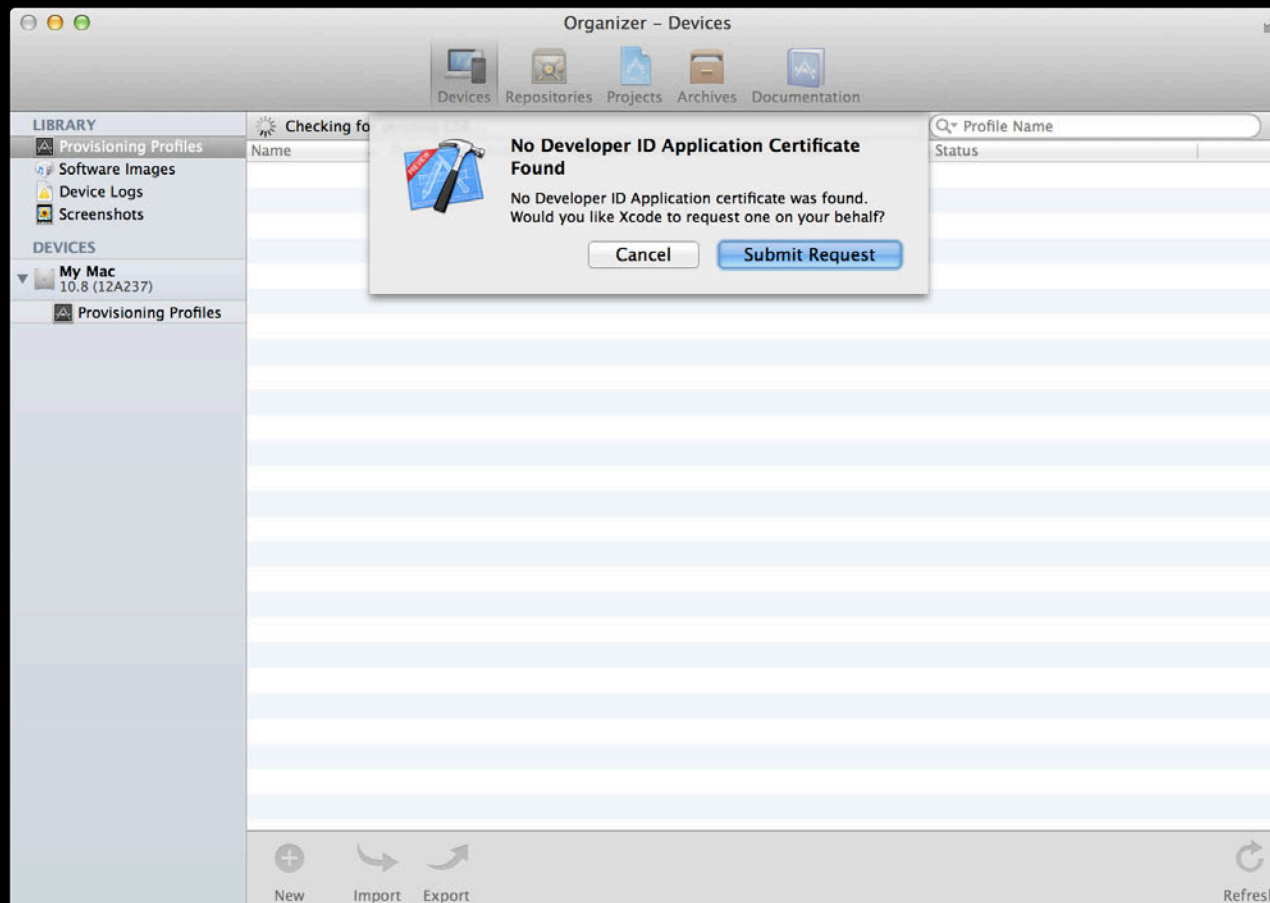 Organizer – Devices
Devices Repositories Projects Archives Documentation
LIBRARY
Provisioning Profiles
Software Images
Device Logs
Screenshots
DEVICES
My Mac
10.8 (12A237)
Provisioning Profiles
Checking fo
Profile Name
Name
Status
PREVIEW
No Developer ID Application Certificate
Found
No Developer ID Application certificate was found.
Would you like Xcode to request one on your behalf?
Cancel Submit Request
New Import Export Refresh